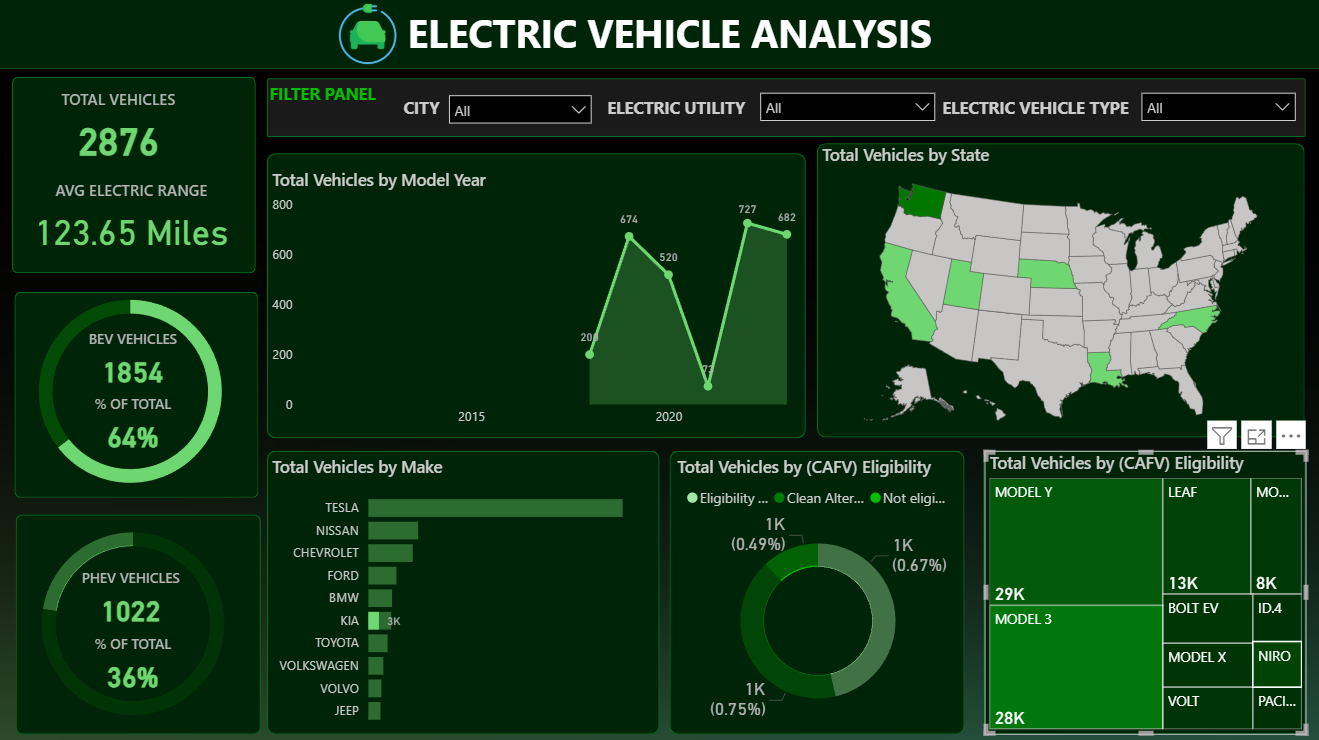 ELECTRIC VEHICLE ANALYSIS
TOTAL VEHICLES
2876
AVG ELECTRIC RANGE
123.65 Miles
FILTER PANEL
CITY
All
ELECTRIC UTILITY
All
ELECTRIC VEHICLE TYPE
All
BEV VEHICLES
1854
% OF TOTAL
64%
PHEV VEHICLES
1022
% OF TOTAL
36%
Total Vehicles by Model Year
800
600
400
200
0
200
674
520
727
682
2015
2020
Total Vehicles by State
Total Vehicles by Make
TESLA
NISSAN
CHEVROLET
FORD
BMW
KIA
3K
TOYOTA
VOLKSWAGEN
VOLVO
JEEP
Total Vehicles by (CAFV) Eligibility
Eligibility ...
Clean Alter...
Not eligi...
1K
(0.49%)
1K
(0.67%)
1K
(0.75%)
Total Vehicles by (CAFV) Eligibility
MODEL Y
29K
MODEL 3
28K
LEAF
13K
MO...
8K
BOLT EV
ID.4
MODEL X
NIRO
VOLT
PACI...